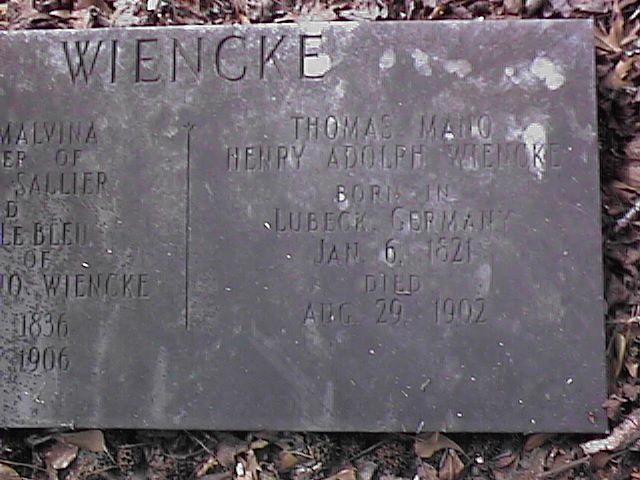 WIENCKE
MALVINA
ER OF
SALLIER
D
LE BLEU
OF
NO WIENCKE
1836
1906
THOMAS MANO
HENRY ADOLPH WIENCKE
BORN IN
LUBECK, GERMANY
JAN. 6, 1821
DIED
AUG. 29, 1902